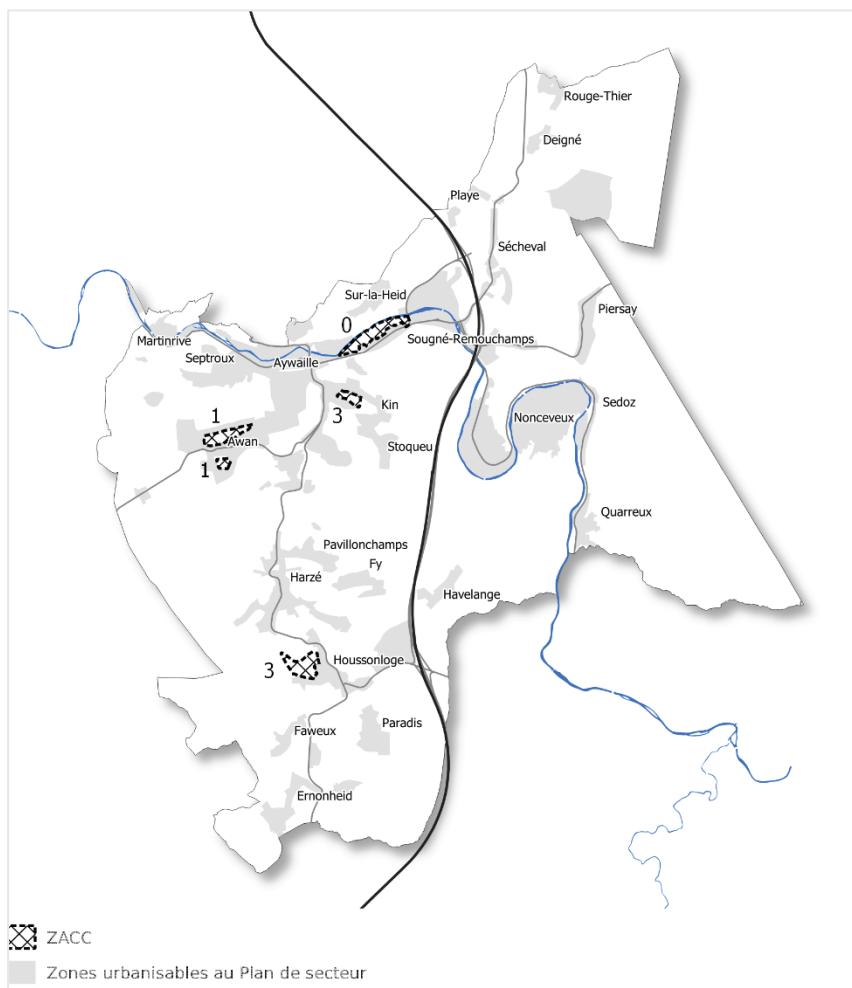 Rouge-Thier
Deigné
Playe
Sécheval
Sur-la-Heid
0
Piersay
Martinrive
Sougné-Remouchamps
Septroux
Aywaille
Kin
Sedoz
3
1
Nonceveux
Awan
Stoqueu
1
Quarreux
Pavillonchamps
Fy
Harzé
Havelange
Houssonloge
3
Paradis
Faweux
Ernonheid
ZACC
Zones urbanisables au Plan de secteur